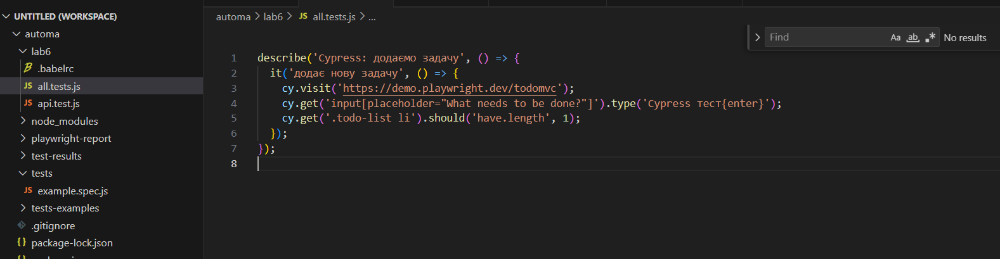 UNTITLED (WORKSPACE)
automa
lab6
.babelrc
JS all.tests.js
JS api.test.js
node_modules
playwright-report
test-results
tests
JS example.spec.js
tests-examples
.gitignore
{} package-lock.json
automa > lab6 > JS all.tests.js > ...
Find Aa ab .* No results
1 describe('Cypress: додаємо задачу', () => {
2 it('додає нову задачу', () => {
3 cy.visit('https://demo.playwright.dev/todomvc');
4 cy.get('input[placeholder="What needs to be done?"]').type('Cypress тест{enter}');
5 cy.get('.todo-list li').should('have.length', 1);
6 });
7 });
8